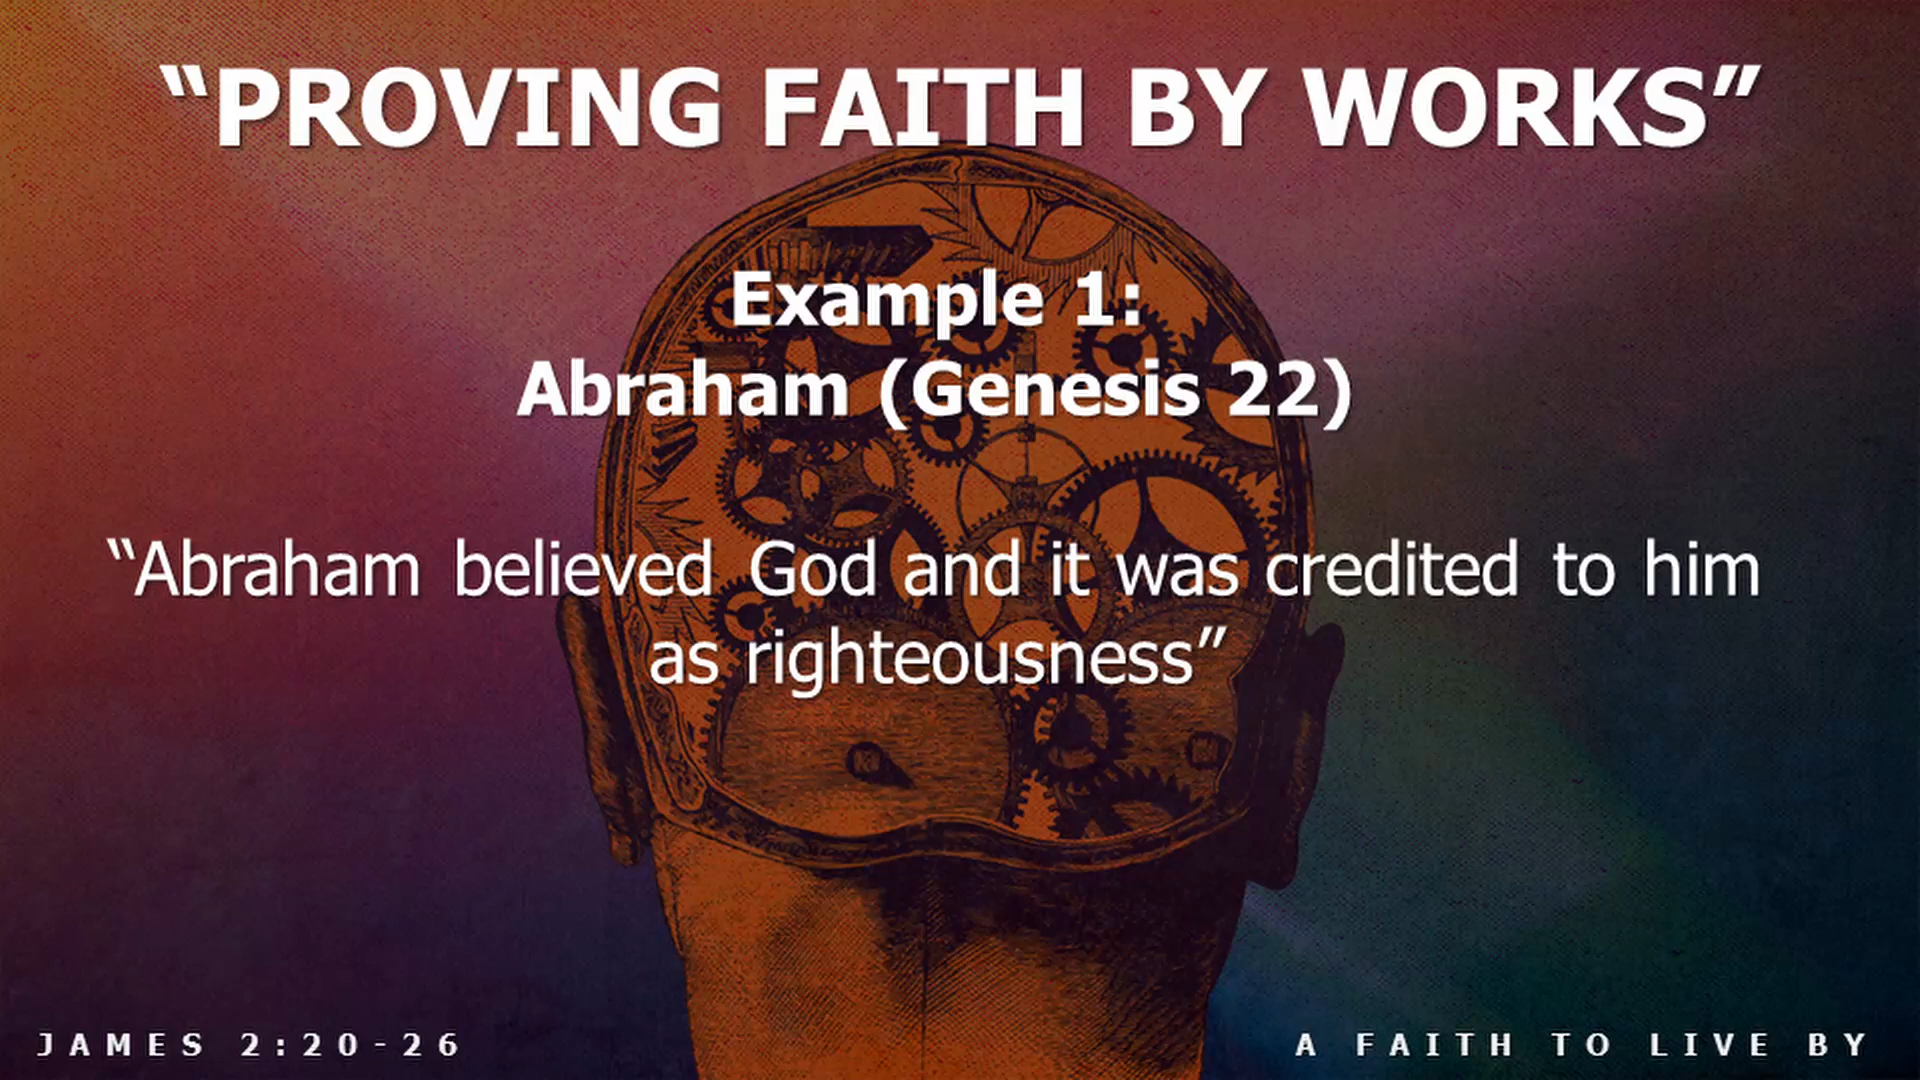 “PROVING FAITH BY WORKS”
Example 1:
Abraham (Genesis 22)
“Abraham believed God and it was credited to him
as righteousness”
JAMES 2:20-26
A FAITH TO LIVE BY